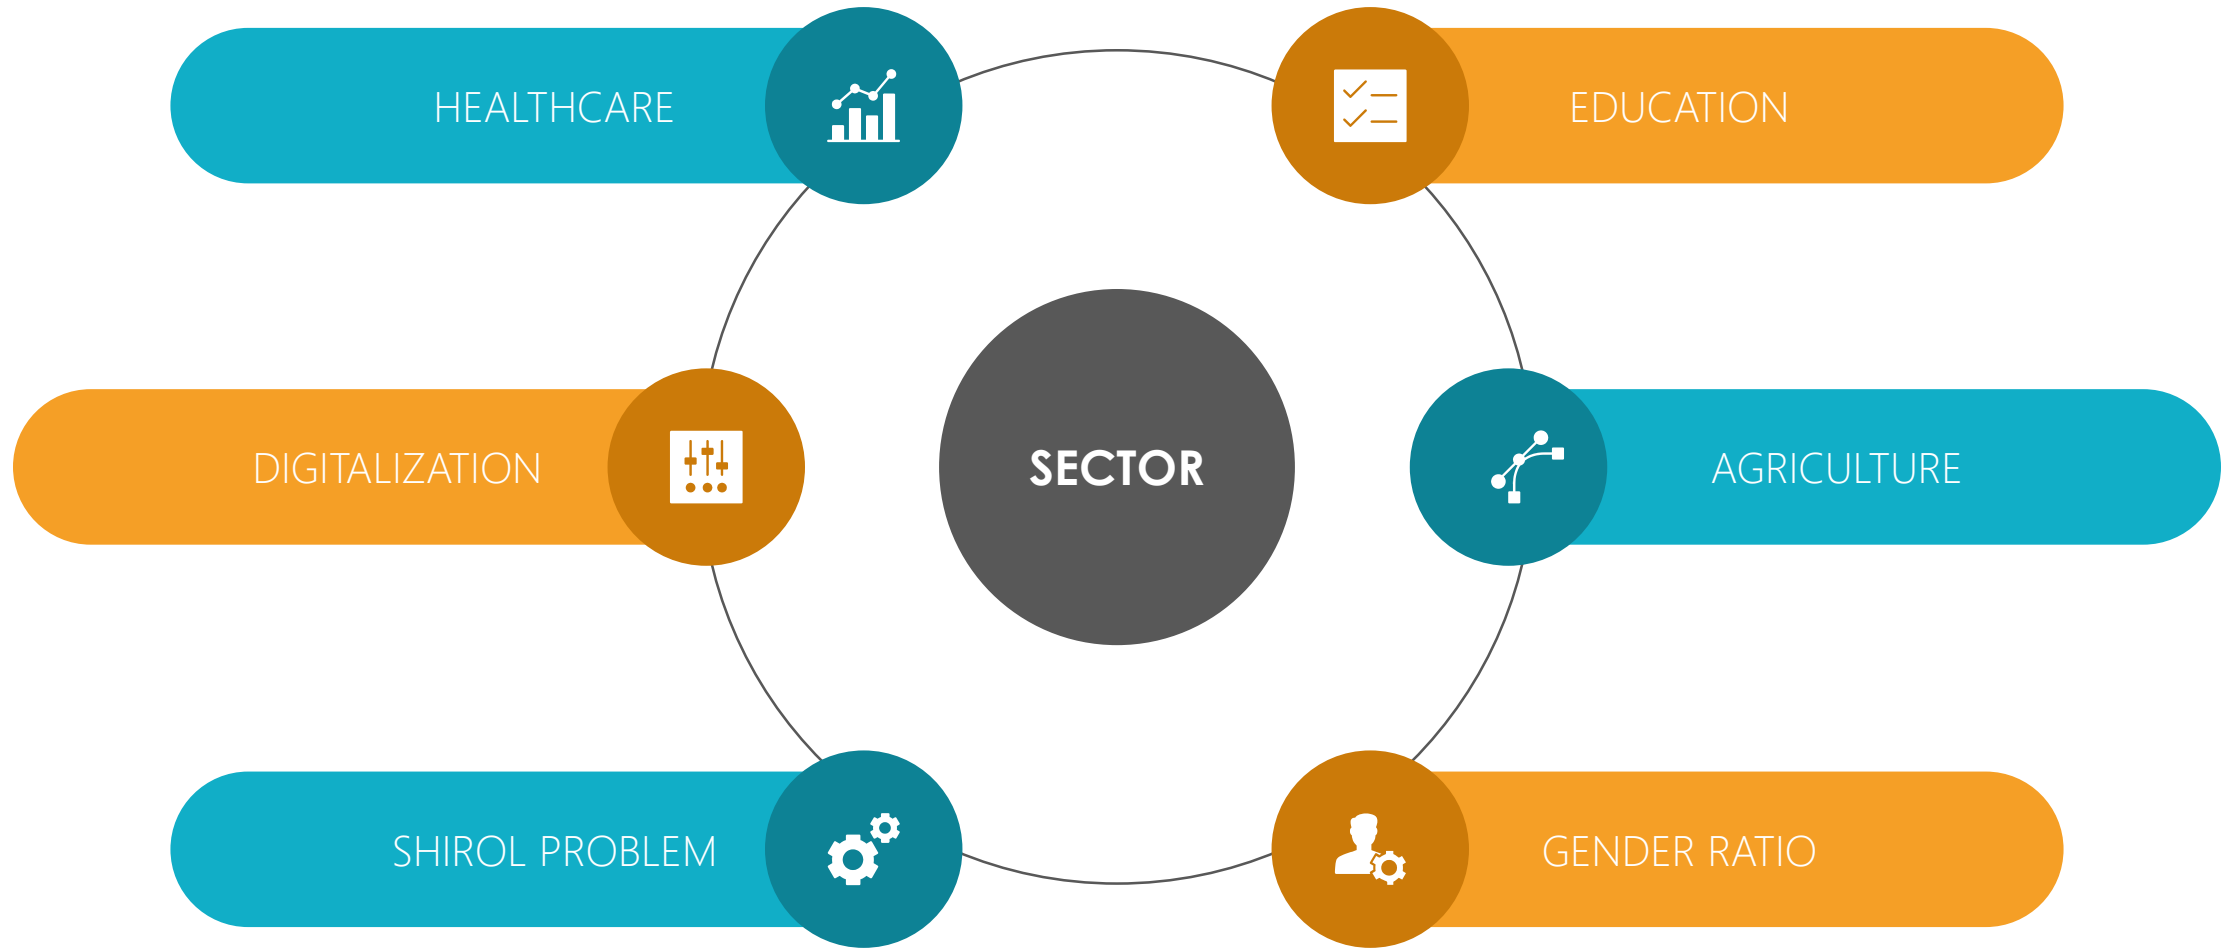 HEALTHCARE
EDUCATION
DIGITALIZATION
SECTOR
AGRICULTURE
SHIROL PROBLEM
GENDER RATIO